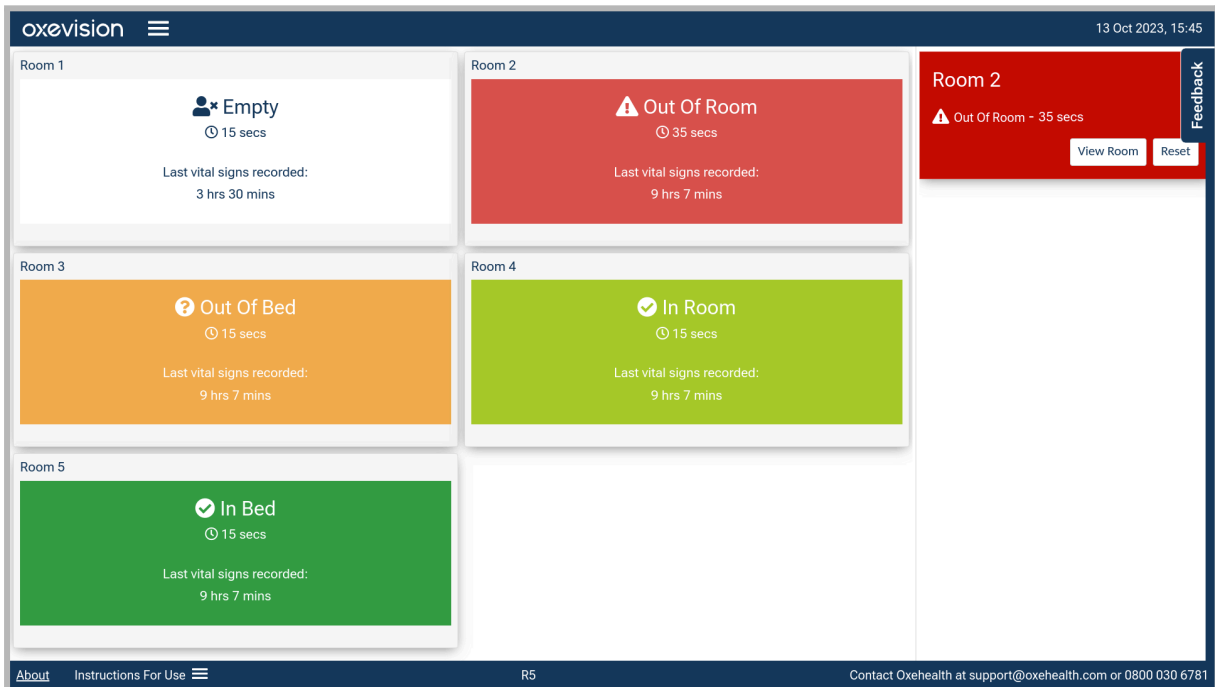 oxevision
13 Oct 2023, 15:45
Room 1
Empty
15 secs
Last vital signs recorded:
3 hrs 30 mins
Room 2
Out Of Room
35 secs
Last vital signs recorded:
9 hrs 7 mins
Room 3
Out Of Bed
15 secs
Last vital signs recorded:
9 hrs 7 mins
Room 4
In Room
15 secs
Last vital signs recorded:
9 hrs 7 mins
Room 5
In Bed
15 secs
Last vital signs recorded:
9 hrs 7 mins
Room 2
Out Of Room - 35 secs
View Room Reset
Feedback
About Instructions For Use R5 Contact Oxehealth at support@oxehealth.com or 0800 030 6781